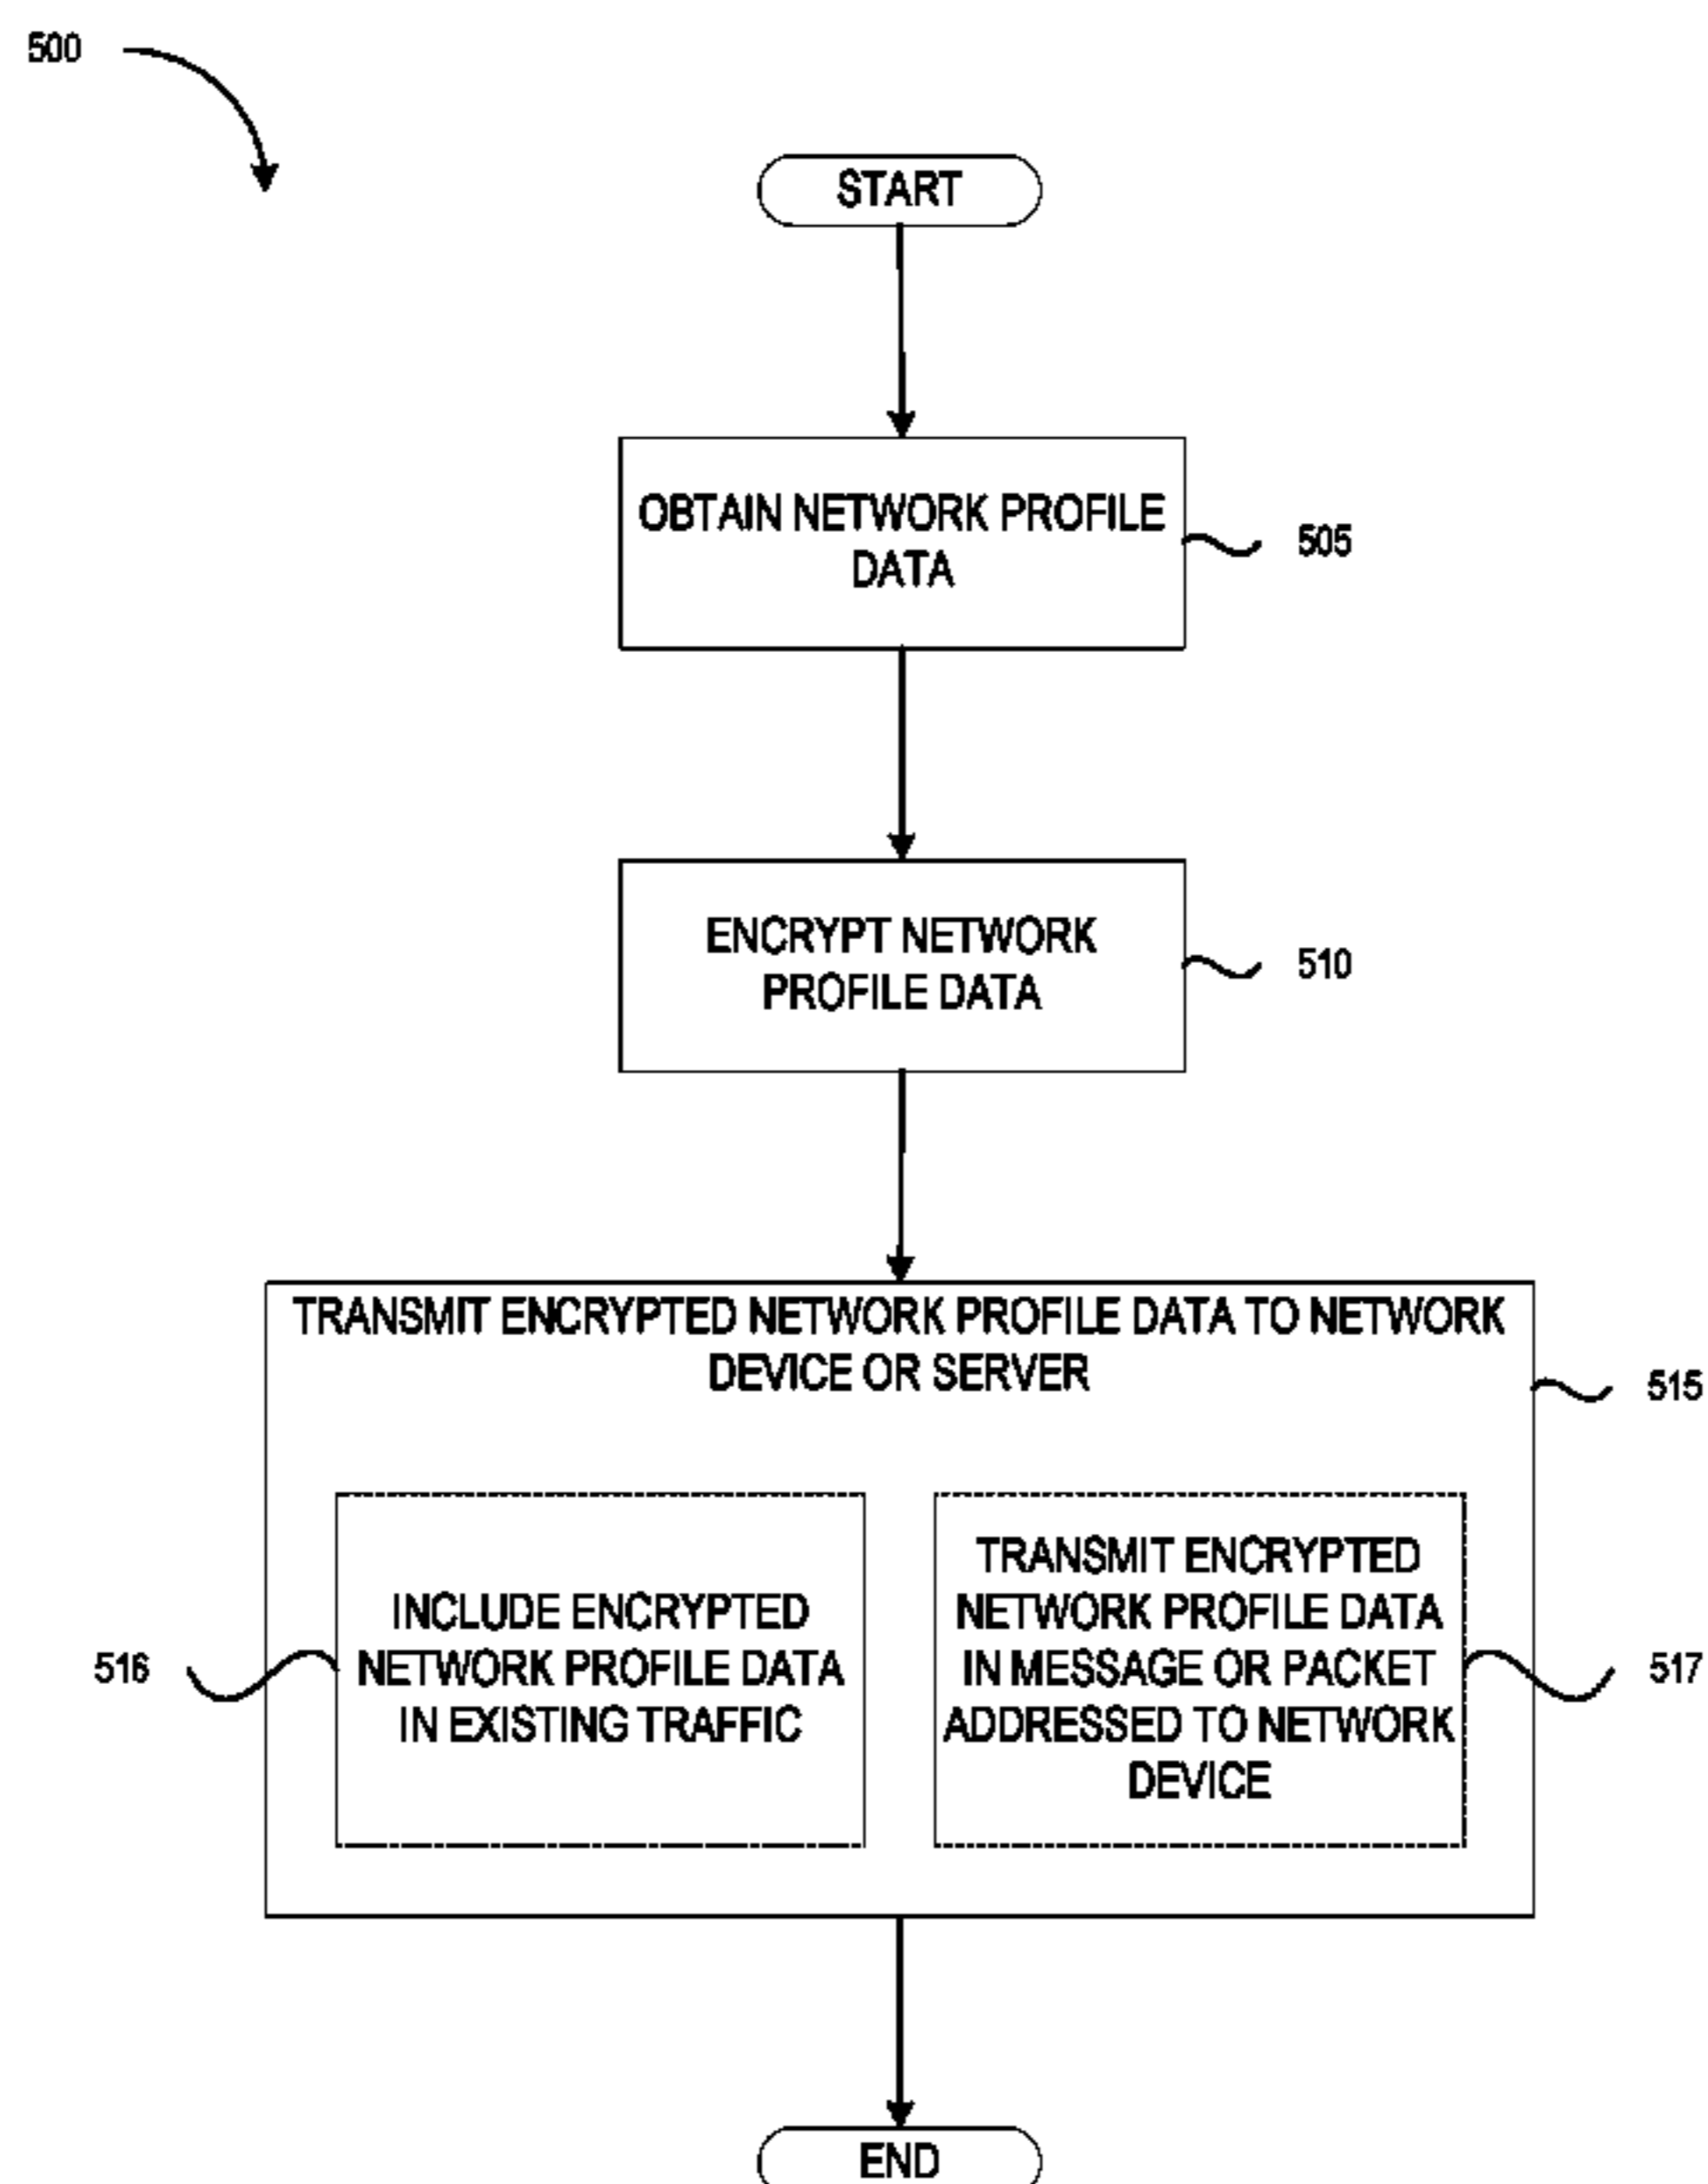 500
START
OBTAIN NETWORK PROFILE
DATA
505
ENCRYPT NETWORK
PROFILE DATA
510
TRANSMIT ENCRYPTED NETWORK PROFILE DATA TO NETWORK
DEVICE OR SERVER
515
516
INCLUDE ENCRYPTED
NETWORK PROFILE DATA
IN EXISTING TRAFFIC
TRANSMIT ENCRYPTED
NETWORK PROFILE DATA
IN MESSAGE OR PACKET
ADDRESSED TO NETWORK
DEVICE
517
END